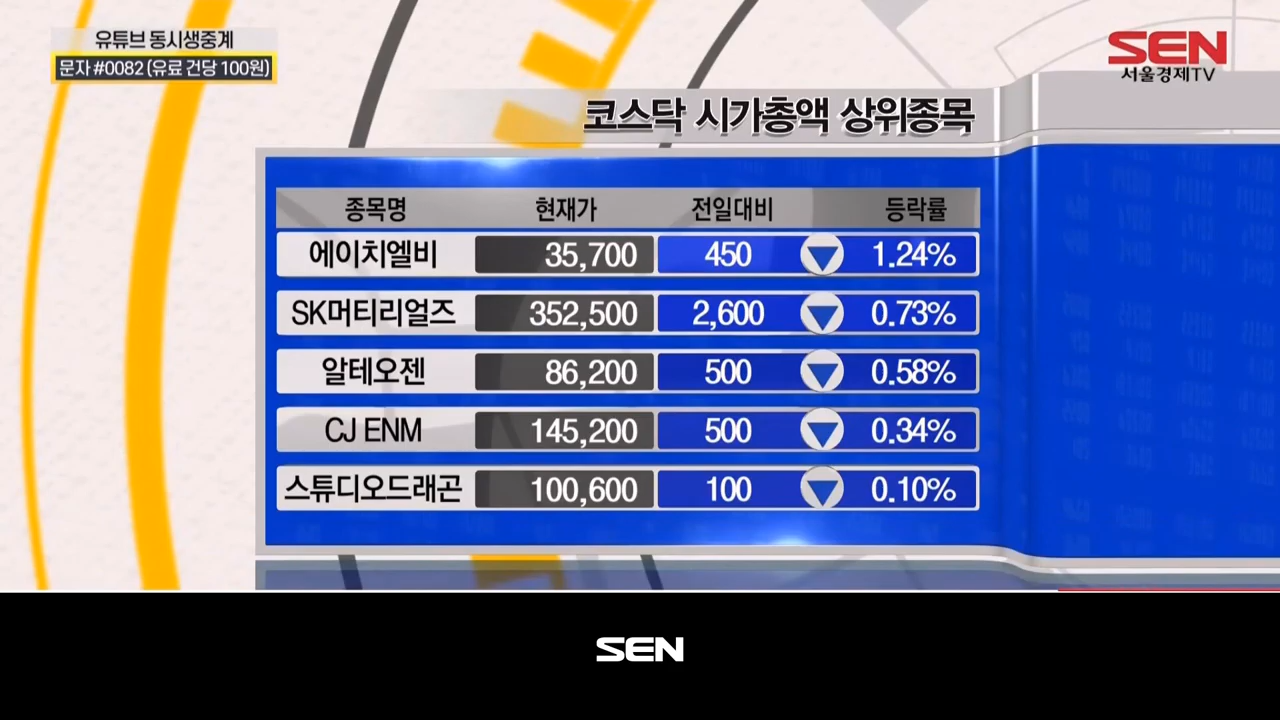 유튜브 동시생중계
문자 #0082 (유료 건당 100원)
SEN
서울경제TV
코스닥 시가총액 상위종목
종목명 현재가 전일대비 등락률
에이치엘비 35,700 450 ▼ 1.24%
SK머티리얼즈 352,500 2,600 ▼ 0.73%
알테오젠 86,200 500 ▼ 0.58%
CJ ENM 145,200 500 ▼ 0.34%
스튜디오드래곤 100,600 100 ▼ 0.10%
SEN